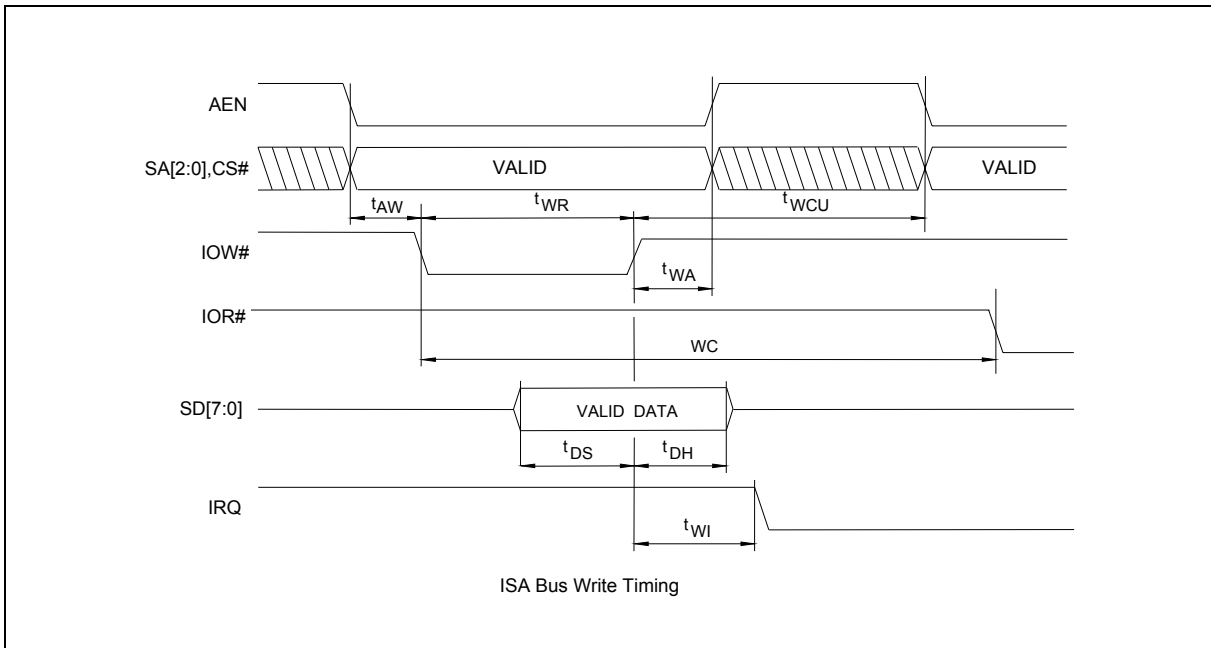 AEN
SA[2:0],CS#
VALID
VALID
tAW
tWR
tWCU
IOW#
tWA
IOR#
WC
SD[7:0]
VALID DATA
tDS
tDH
IRQ
tWI
ISA Bus Write Timing